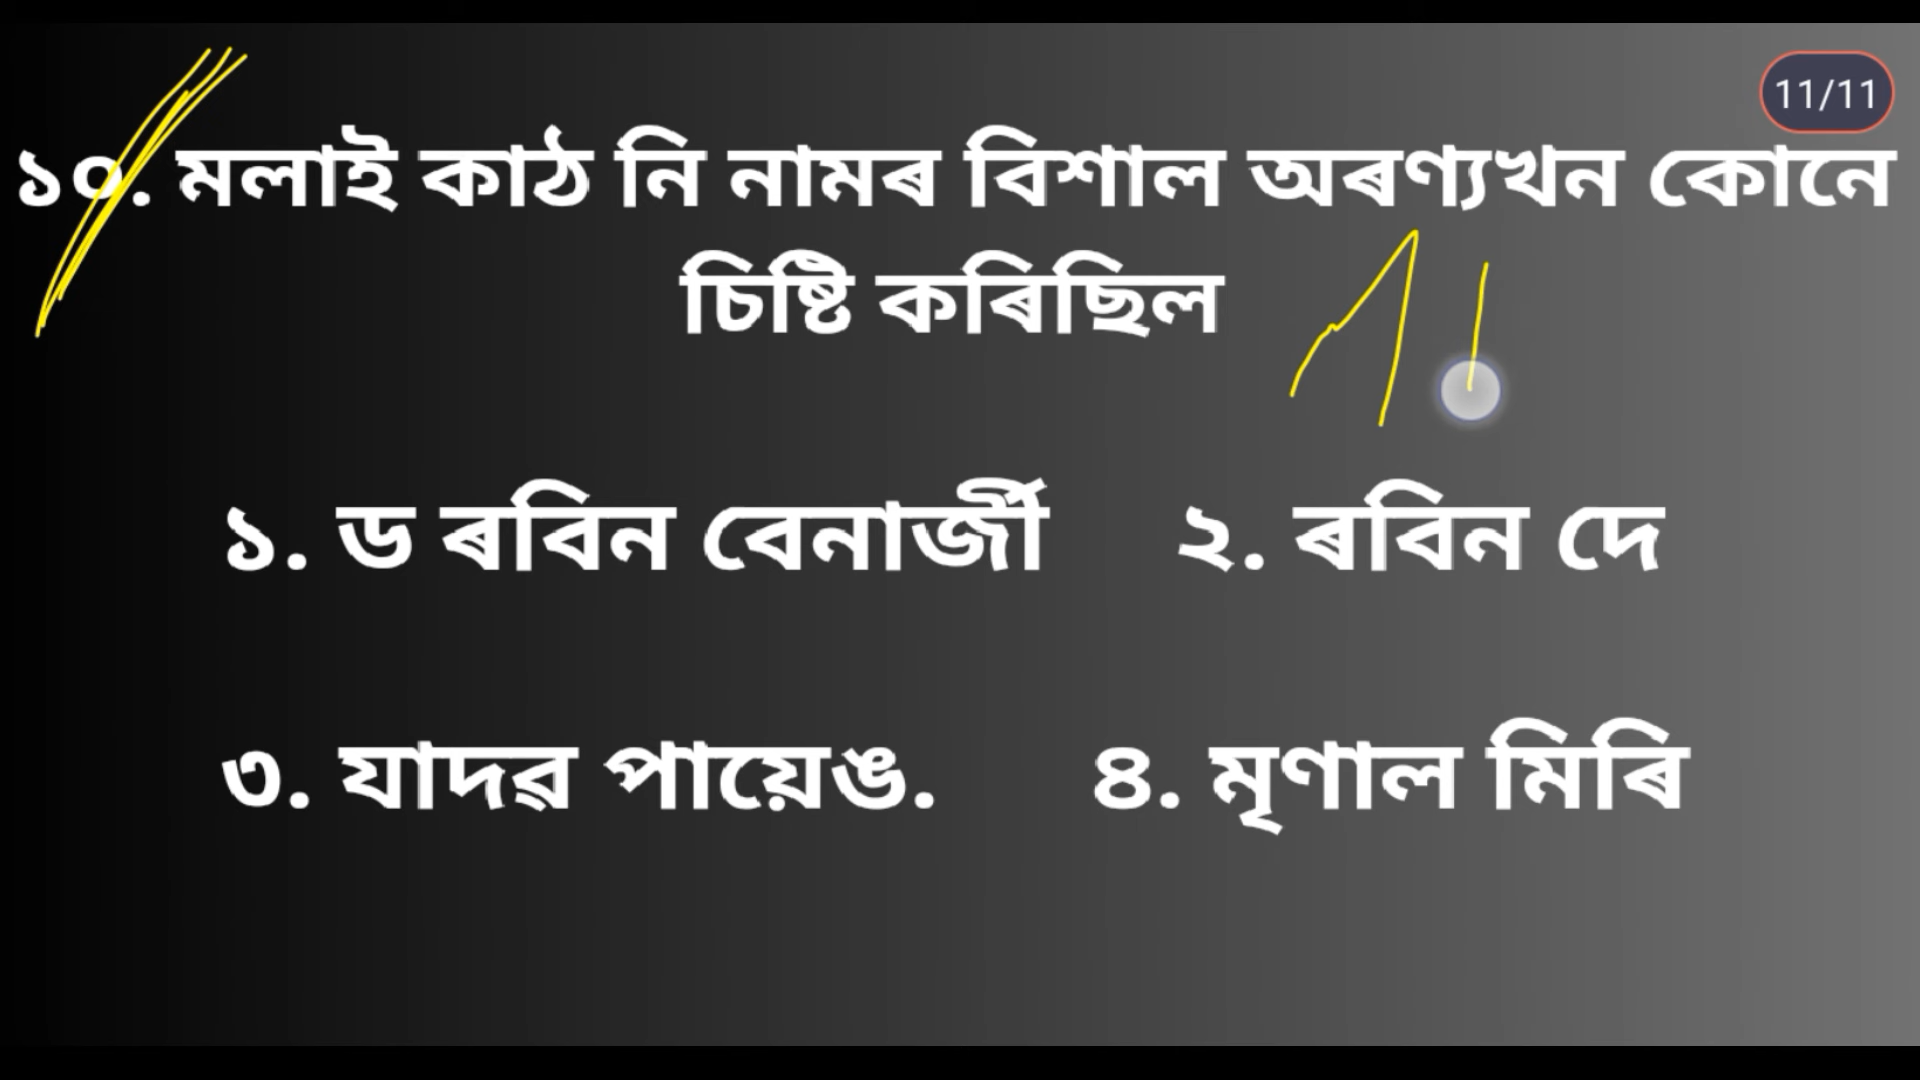 11/11
১০. মলাই কাঠ নি নামৰ বিশাল অৰণ্যখন কোনে
চিষ্টি কৰিছিল
১. ড ৰবিন বেনাৰ্জী ২. ৰবিন দে
৩. যাদৱ পায়েঙ. ৪. মৃণাল মিৰি